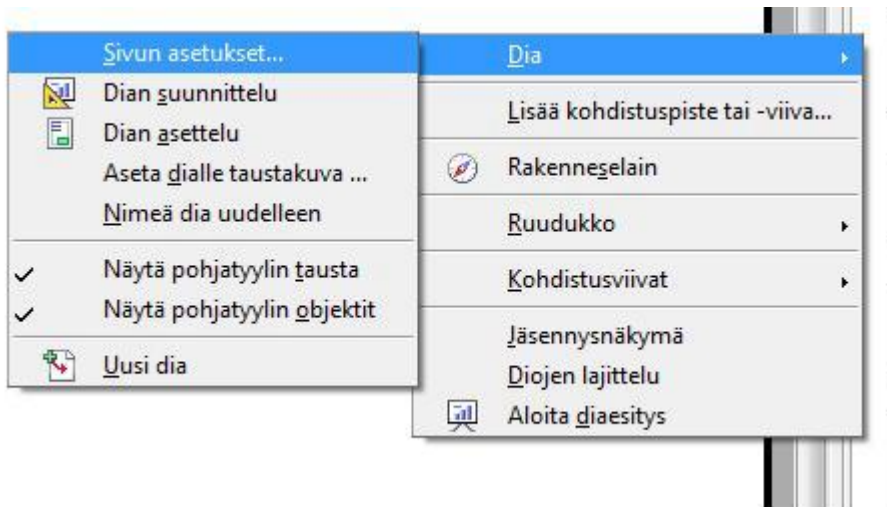 Sivun asetukset...
Dian suunnittelu
Dian asettelu
Aseta dialle taustakuva ...
Nimeä dia uudelleen
Näytä pohjatyylin tausta
Näytä pohjatyylin objektit
Uusi dia
Dia
Lisää kohdistuspiste tai -viiva...
Rakenneselain
Ruudukko
Kohdistusviivat
Jäsennysnäkymä
Diojen lajittelu
Aloita diaesitys